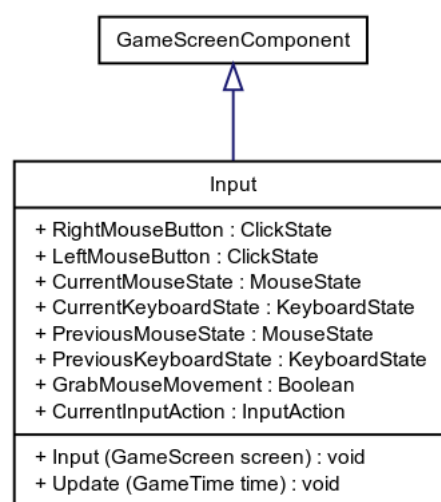 GameScreenComponent
Input
+ RightMouseButton : ClickState
+ LeftMouseButton : ClickState
+ CurrentMouseState : MouseState
+ CurrentKeyboardState : KeyboardState
+ PreviousMouseState : MouseState
+ PreviousKeyboardState : KeyboardState
+ GrabMouseMovement : Boolean
+ CurrentInputAction : InputAction
+ Input (GameScreen screen) : void
+ Update (GameTime time) : void